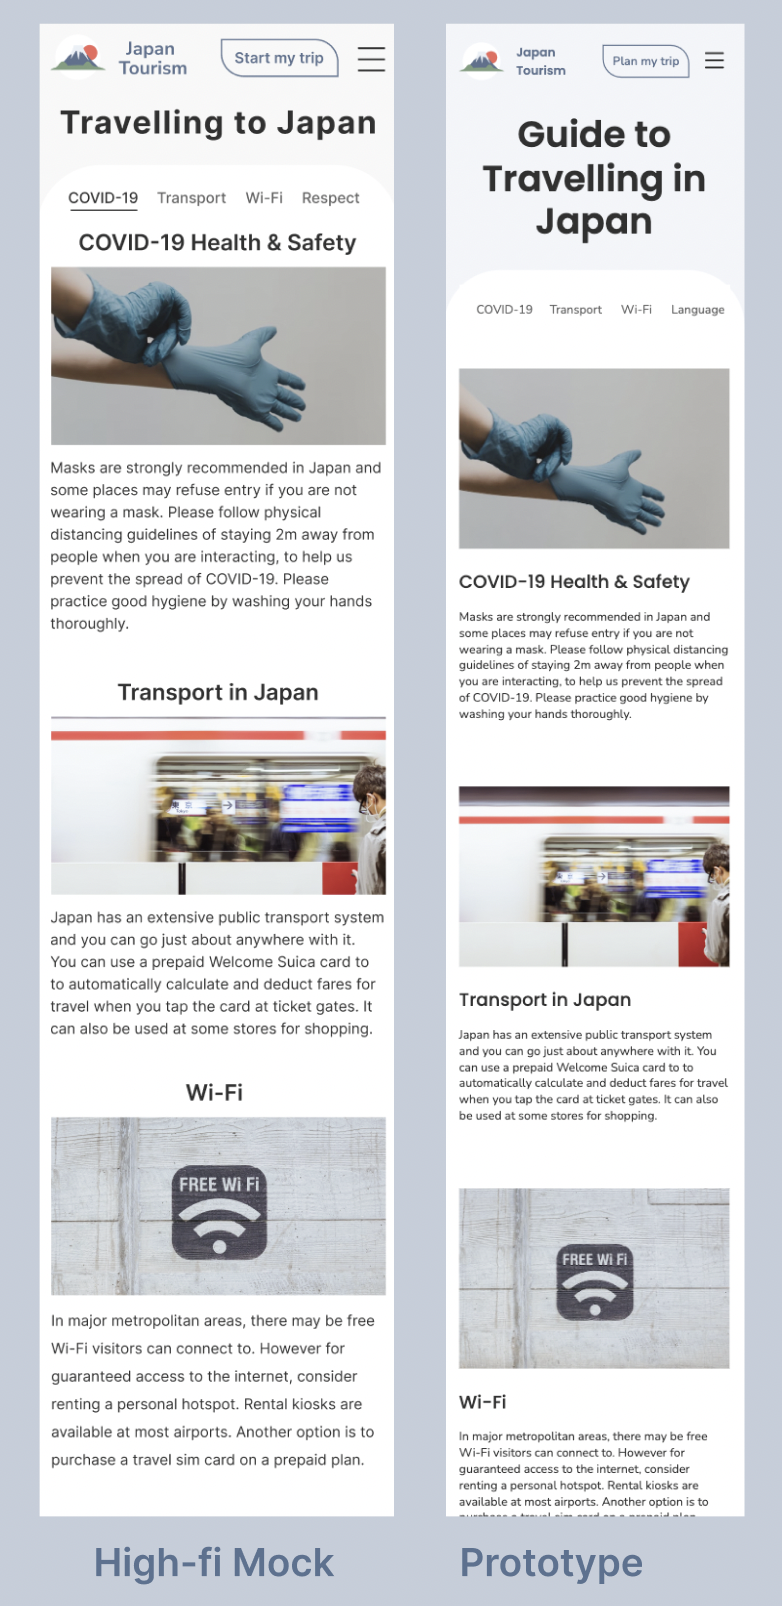 Japan
Tourism
Start my trip
Travelling to Japan
COVID-19 Transport Wi-Fi Respect
COVID-19 Health & Safety
Masks are strongly recommended in Japan and
some places may refuse entry if you are not
wearing a mask. Please follow physical
distancing guidelines of staying 2m away from
people when you are interacting, to help us
prevent the spread of COVID-19. Please
practice good hygiene by washing your hands
thoroughly.
Transport in Japan
東京
Tokyo
Japan has an extensive public transport system
and you can go just about anywhere with it.
You can use a prepaid Welcome Suica card to
to automatically calculate and deduct fares for
travel when you tap the card at ticket gates. It
can also be used at some stores for shopping.
Wi-Fi
FREE Wi Fi
In major metropolitan areas, there may be free
Wi-Fi visitors can connect to. However for
guaranteed access to the internet, consider
renting a personal hotspot. Rental kiosks are
available at most airports. Another option is to
purchase a travel sim card on a prepaid plan.
High-fi Mock
Japan
Tourism
Plan my trip
Guide to
Travelling in
Japan
COVID-19 Transport Wi-Fi Language
COVID-19 Health & Safety
Masks are strongly recommended in Japan and
some places may refuse entry if you are not
wearing a mask. Please follow physical distancing
guidelines of staying 2m away from people when
you are interacting, to help us prevent the spread
of COVID-19. Please practice good hygiene by
washing your hands thoroughly.
Transport in Japan
Japan has an extensive public transport system
and you can go just about anywhere with it. You
can use a prepaid Welcome Suica card to to
automatically calculate and deduct fares for travel
when you tap the card at ticket gates. It can also
be used at some stores for shopping.
FREE Wi Fi
Wi-Fi
In major metropolitan areas, there may be free
Wi-Fi visitors can connect to. However for
guaranteed access to the internet, consider
renting a personal hotspot. Rental kiosks are
available at most airports. Another option is to
purchase a travel sim card on a prepaid plan
Prototype